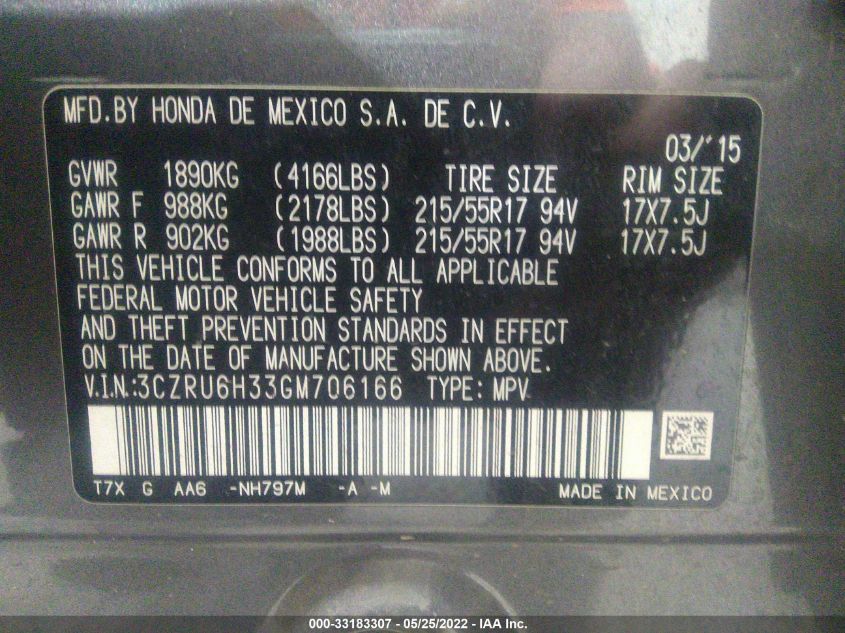 MFD.BY HONDA DE MEXICO S.A. DE C.V.
03/'15
GVWR 1890KG (4166LBS) TIRE SIZE RIM SIZE
GAWR F 988KG (2178LBS) 215/55R17 94V 17X7.5J
GAWR R 902KG (1988LBS) 215/55R17 94V 17X7.5J
THIS VEHICLE CONFORMS TO ALL APPLICABLE
FEDERAL MOTOR VEHICLE SAFETY
AND THEFT PREVENTION STANDARDS IN EFFECT
ON THE DATE OF MANUFACTURE SHOWN ABOVE.
V.I.N.:3CZRU6H33GM706166 TYPE: MPV
T7X G AA6 -NH797M -A -M MADE IN MEXICO
000-33183307 - 05/25/2022 - IAA Inc.